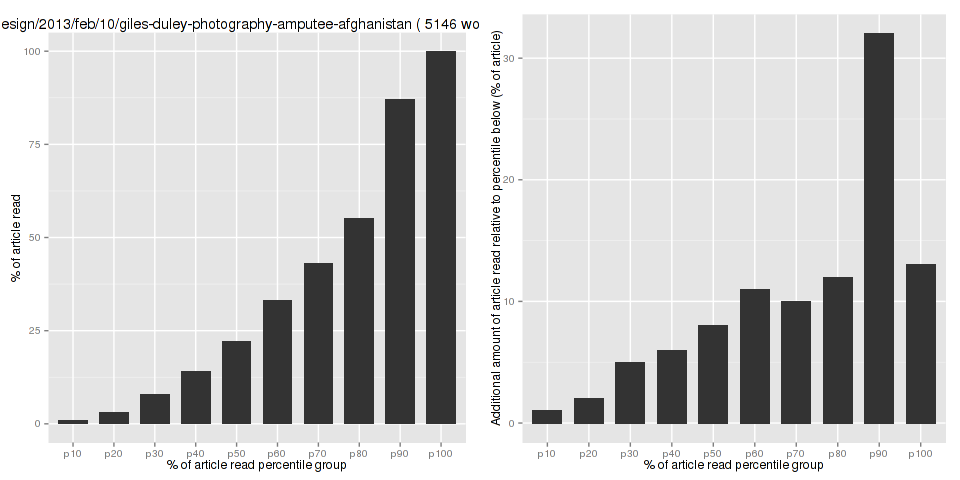 esign/2013/feb/10/giles-duley-photography-amputee-afghanistan ( 5146 wo
100
75
50
25
0
% of article read
p10 p20 p30 p40 p50 p60 p70 p80 p90 p100
% of article read percentile group
30
20
10
0
Additional amount of article read relative to percentile below (% of article)
p10 p20 p30 p40 p50 p60 p70 p80 p90 p100
% of article read percentile group